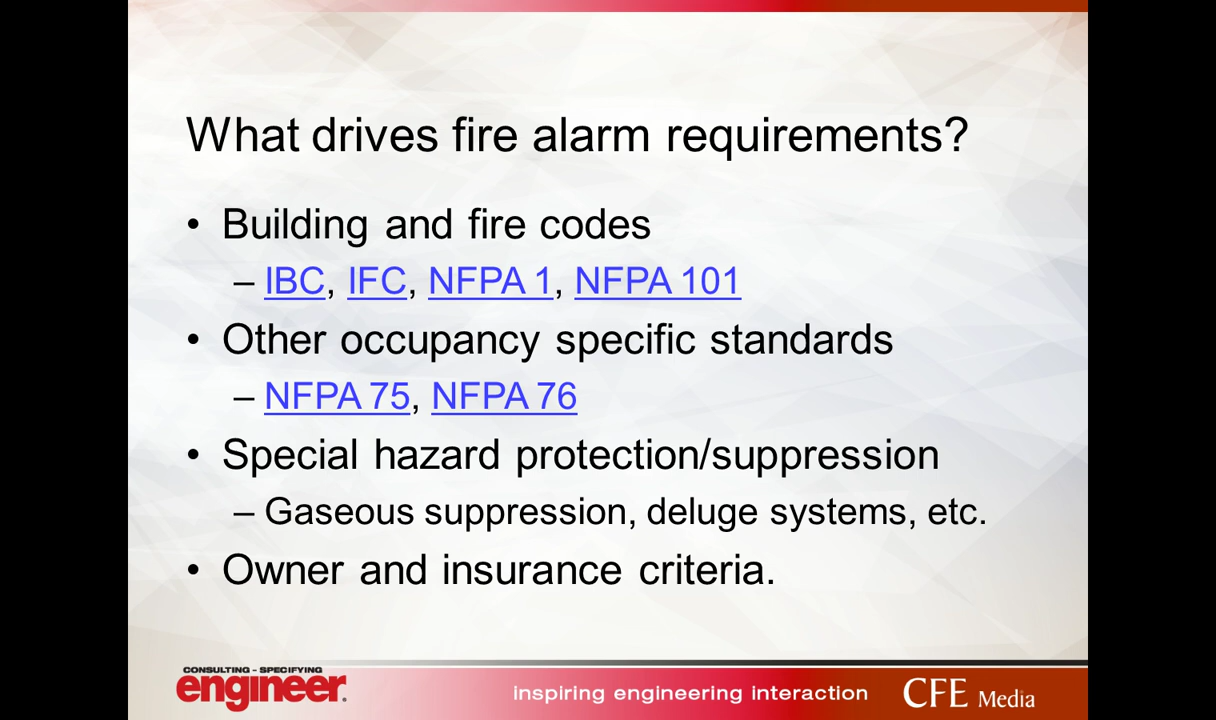 What drives fire alarm requirements?
• Building and fire codes
– IBC, IFC, NFPA 1, NFPA 101
• Other occupancy specific standards
– NFPA 75, NFPA 76
• Special hazard protection/suppression
– Gaseous suppression, deluge systems, etc.
• Owner and insurance criteria.
CONSULTING - SPECIFYING
engineer.
inspiring engineering interaction
CFE Media